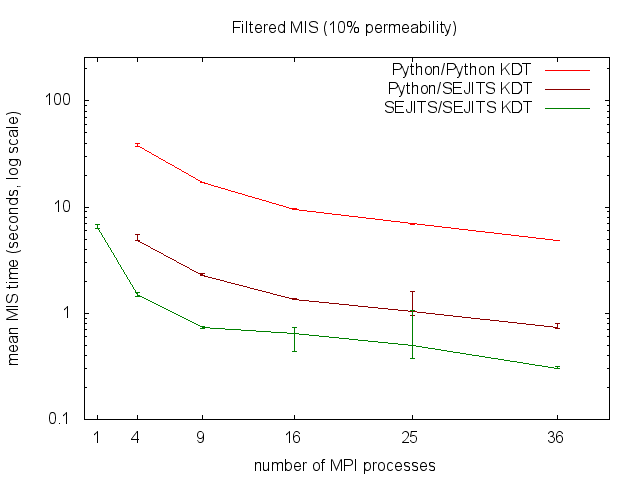 Filtered MIS (10% permeability)
Python/Python KDT
Python/SEJITS KDT
SEJITS/SEJITS KDT
mean MIS time (seconds, log scale)
100
10
1
0.1
1 4 9 16 25 36
number of MPI processes